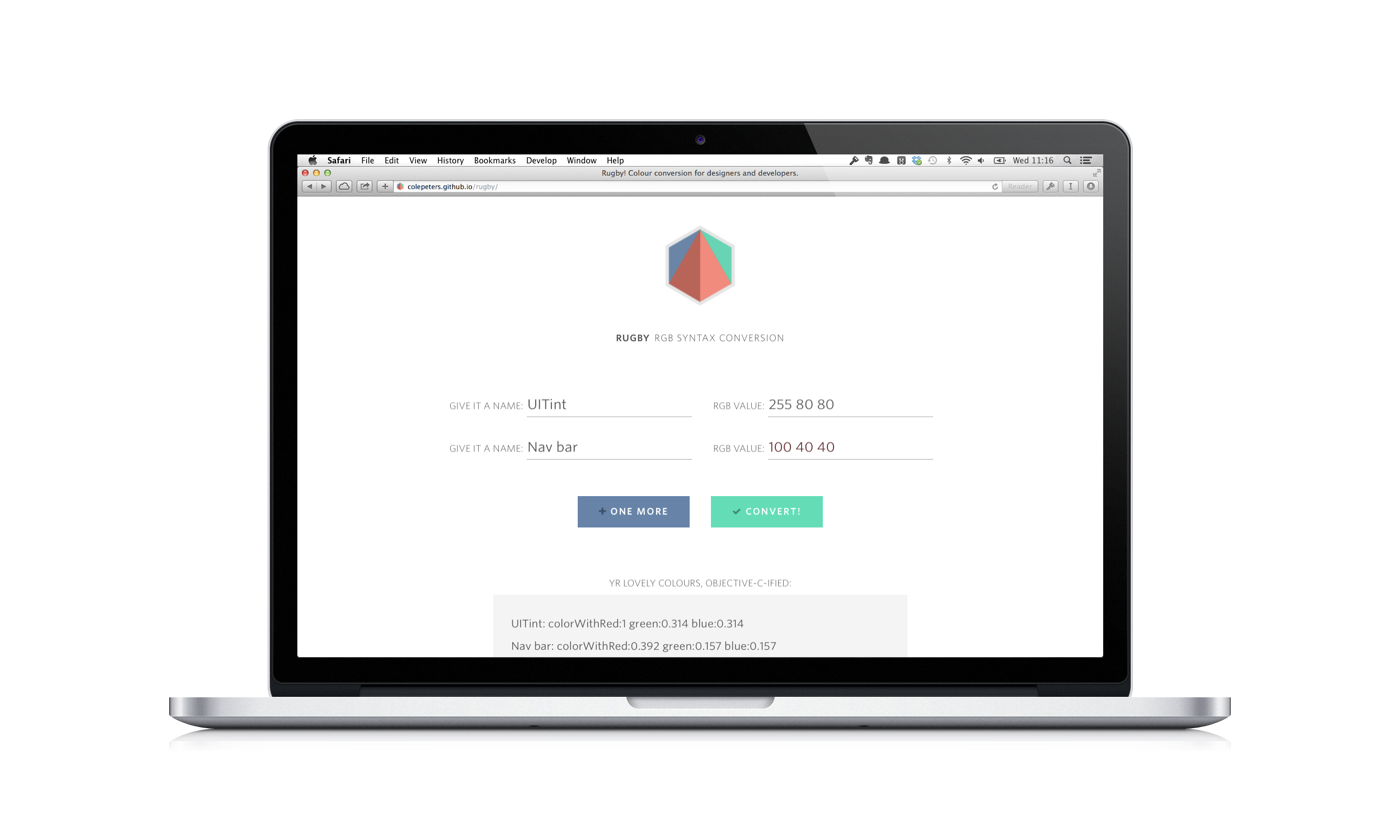 Safari File Edit View History Bookmarks Develop Window Help Wed 11:16
Rugby! Colour conversion for designers and developers.
colepeters.github.io/rugby/ Reader
RUGBY RGB SYNTAX CONVERSION
GIVE IT A NAME: UITint RGB VALUE: 255 80 80
GIVE IT A NAME: Nav bar RGB VALUE: 100 40 40
+ ONE MORE ✔ CONVERT!
YR LOVELY COLOURS, OBJECTIVE-C-IFIED:
UITint: colorWithRed:1 green:0.314 blue:0.314
Nav bar: colorWithRed:0.392 green:0.157 blue:0.157